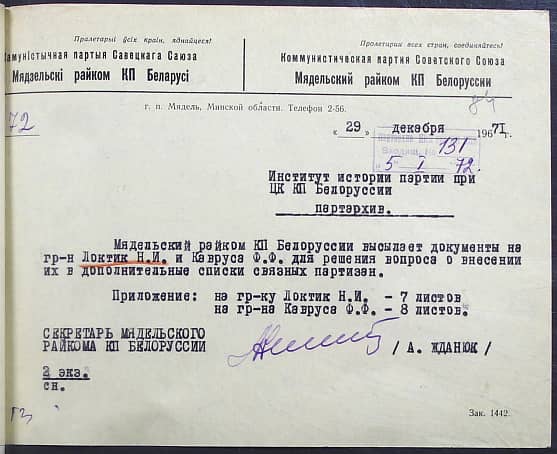 Пралетарыі ўсіх краін, яднайцеся!
Пролетарии всех стран, соединяйтесь!
Камуністычная партыя Савецкага Саюза
Коммунистическая партия Советского Союза
Мядзельскі райком КП Беларусі
Мядельский райком КП Белоруссии
84
г. п. Мядель, Минской области. Телефон 2-56.
72
" 29 " декабря 1971 г.
Входящ. № 131
"5" I 72.
Институт истории партии при
ЦК КП Белоруссии
партархив.
Мядельский райком КП Белоруссии высылает документы на
гр-н Локтик Н.И. и Кавруса Ф.Ф. для решения вопроса о внесении
их в дополнительные списки связных партизан.
Приложение: на гр-ку Локтик Н.И. - 7 листов
на гр-на Кавруса Ф.Ф. - 8 листов.
СЕКРЕТАРЬ МЯДЕЛЬСКОГО
РАЙКОМА КП БЕЛОРУССИИ
/ А. ЖДАНЮК /
2 экз.
сн.
Зак. 1442.